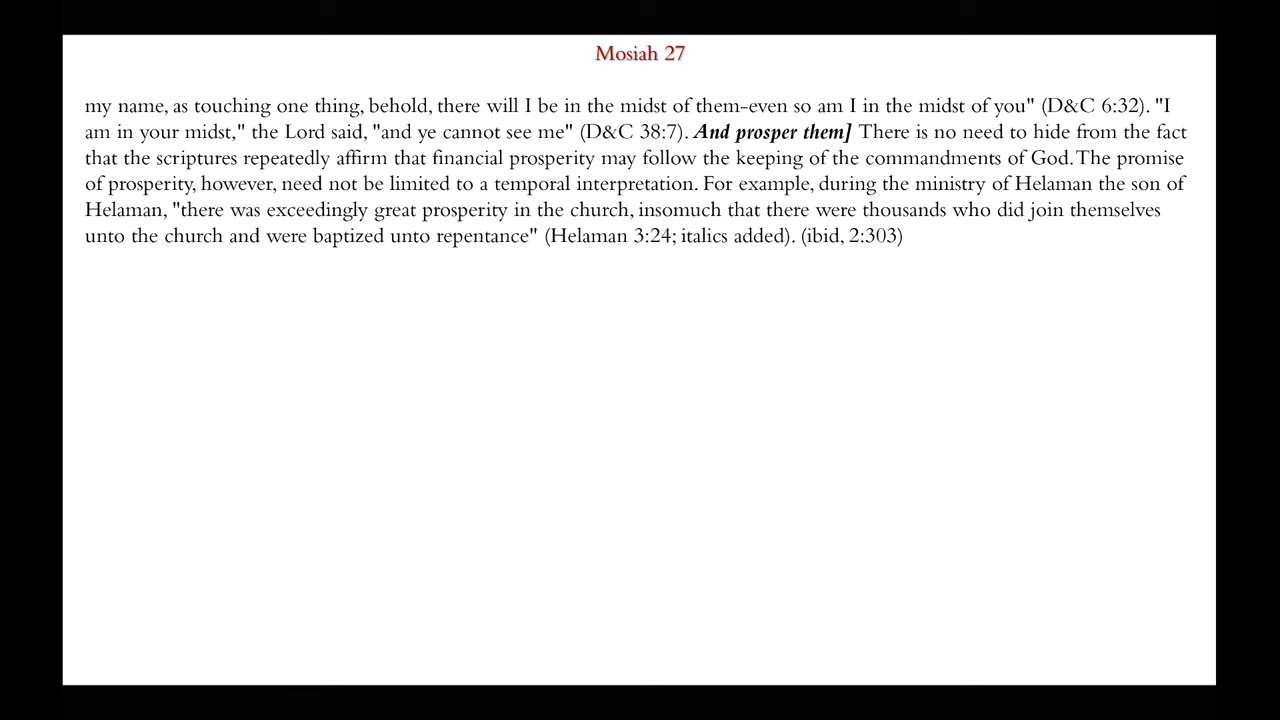 Mosiah 27
my name, as touching one thing, behold, there will I be in the midst of them-even so am I in the midst of you" (D&C 6:32). "I
am in your midst," the Lord said, "and ye cannot see me" (D&C 38:7). And prosper them] There is no need to hide from the fact
that the scriptures repeatedly affirm that financial prosperity may follow the keeping of the commandments of God. The promise
of prosperity, however, need not be limited to a temporal interpretation. For example, during the ministry of Helaman the son of
Helaman, "there was exceedingly great prosperity in the church, insomuch that there were thousands who did join themselves
unto the church and were baptized unto repentance" (Helaman 3:24; italics added). (ibid, 2:303)